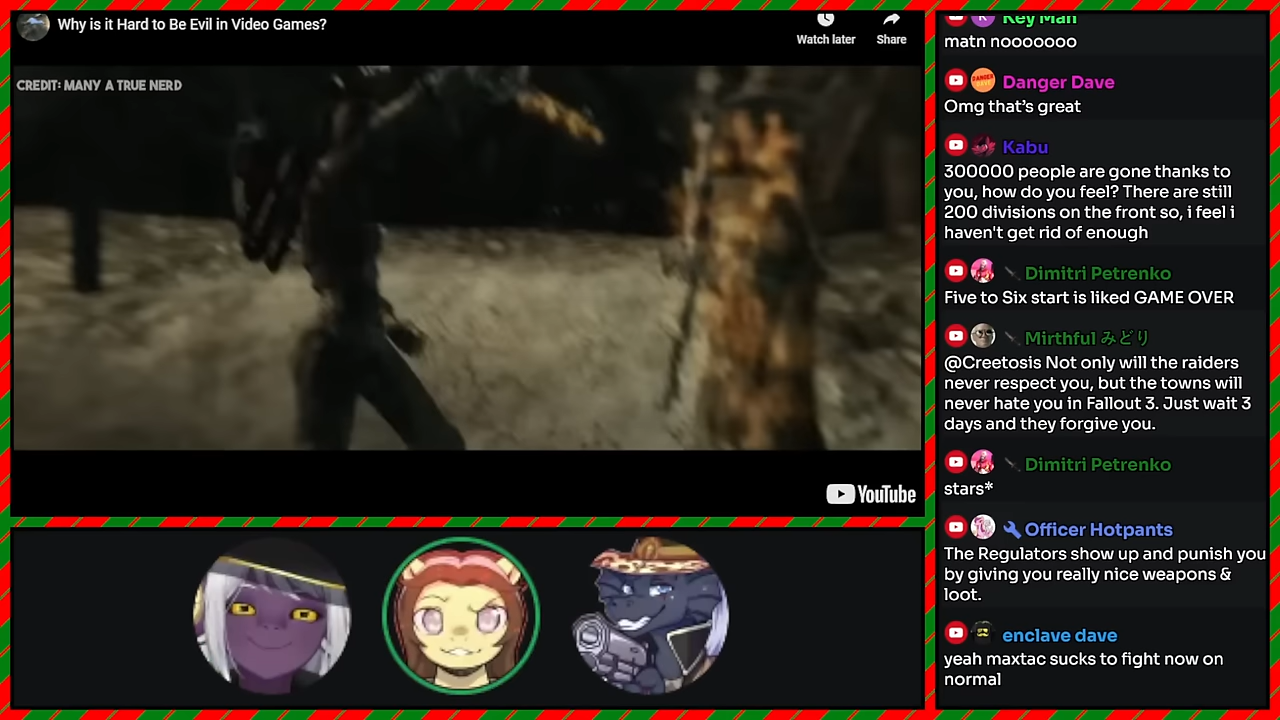 Why is it Hard to Be Evil in Video Games?
Watch later
Share
CREDIT: MANY A TRUE NERD
YouTube
Key Man
matn nooooooo
Danger Dave
Omg that's great
Kabu
300000 people are gone thanks to
you, how do you feel? There are still
200 divisions on the front so, i feel i
haven't get rid of enough
Dimitri Petrenko
Five to Six start is liked GAME OVER
Mirthful みどり
@Creetosis Not only will the raiders
never respect you, but the towns will
never hate you in Fallout 3. Just wait 3
days and they forgive you.
Dimitri Petrenko
stars*
Officer Hotpants
The Regulators show up and punish you
by giving you really nice weapons &
loot.
enclave dave
yeah maxtac sucks to fight now on
normal